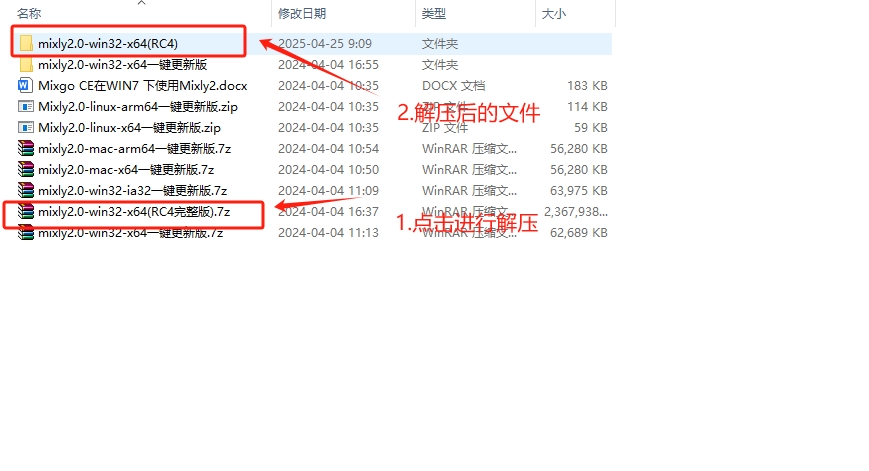 名称 修改日期 类型 大小
mixly2.0-win32-x64(RC4) 2025-04-25 9:09 文件夹
mixly2.0-win32-x64一键更新版 2024-04-04 16:55 文件夹
Mixgo CE在WIN7 下使用Mixly2.docx 2024-04-04 10:35 DOCX 文档 183 KB
Mixly2.0-linux-arm64一键更新版.zip 2024-04-04 10:35 ZIP 文件 114 KB
2.解压后的文件
Mixly2.0-linux-x64一键更新版.zip 2024-04-04 10:35 ZIP 文件 59 KB
mixly2.0-mac-arm64一键更新版.7z 2024-04-04 10:54 WinRAR 压缩文... 56,280 KB
mixly2.0-mac-x64一键更新版.7z 2024-04-04 10:50 WinRAR 压缩文... 56,280 KB
mixly2.0-win32-ia32一键更新版.7z 2024-04-04 11:09 WinRAR 压缩文... 63,975 KB
mixly2.0-win32-x64(RC4完整版).7z 2024-04-04 16:37 WinRAR 压缩文... 2,367,938...
1.点击进行解压
mixly2.0-win32-x64一键更新版.7z 2024-04-04 11:13 WinRAR 压缩文... 62,689 KB